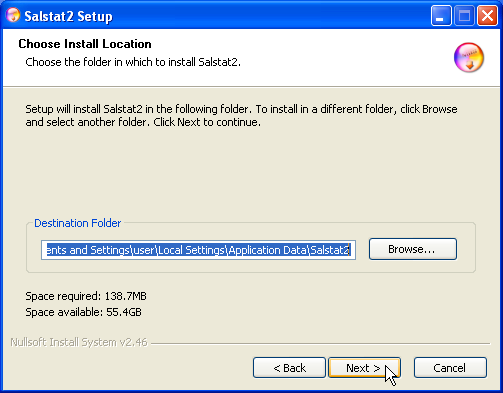 Salstat2 Setup
Choose Install Location
Choose the folder in which to install Salstat2.
Setup will install Salstat2 in the following folder. To install in a different folder, click Browse
and select another folder. Click Next to continue.
Destination Folder
ents and Settings\user\Local Settings\Application Data\Salstat2
Browse...
Space required: 138.7MB
Space available: 55.4GB
Nullsoft Install System v2.46
< Back
Next >
Cancel